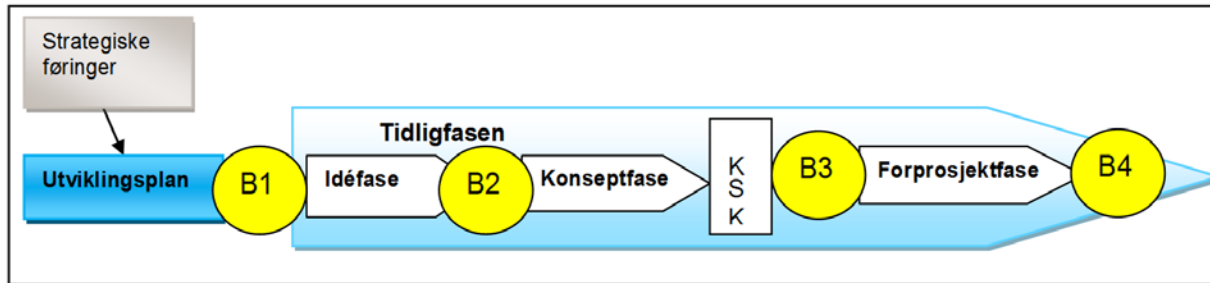 Strategiske
føringer
Tidligfasen
Utviklingsplan
B1
Idéfase
B2
Konseptfase
K
S
K
B3
Forprosjektfase
B4